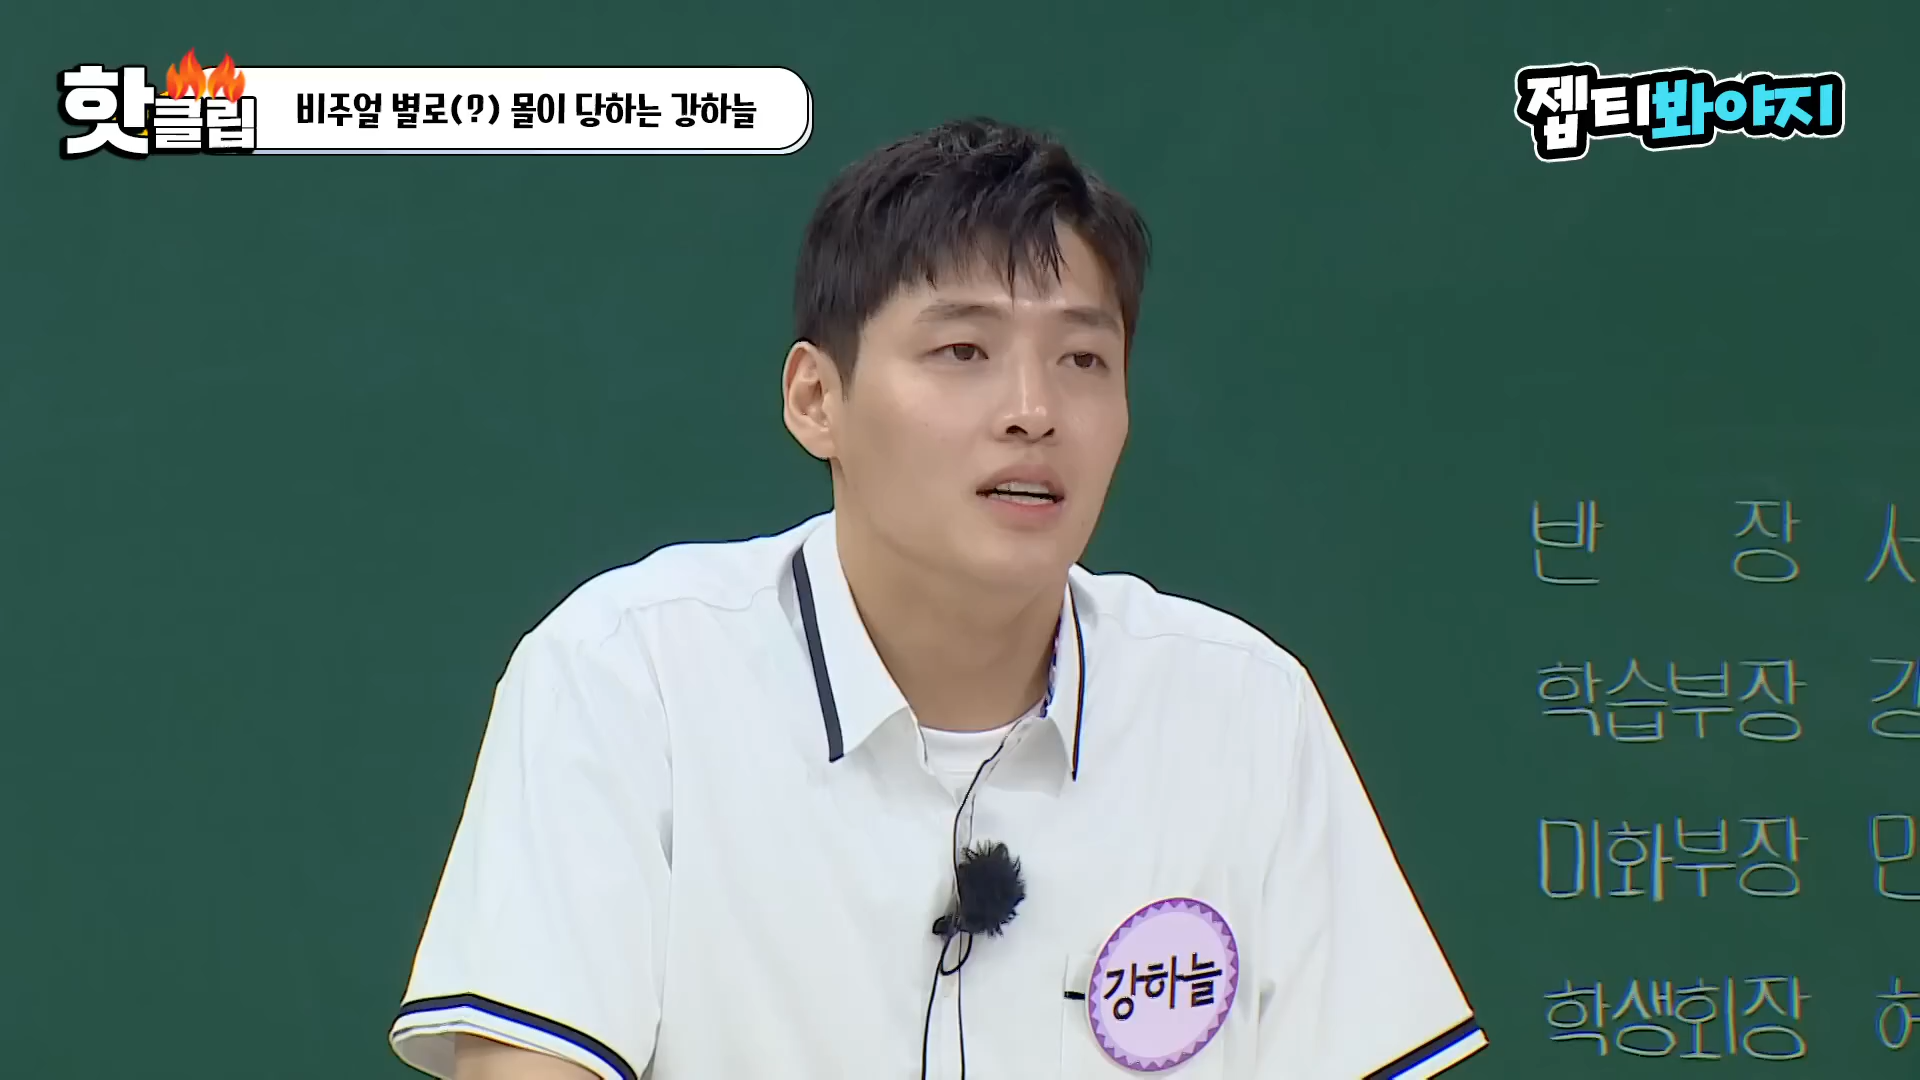 핫클립
비주얼 별로(?) 몰이 당하는 강하늘
젭티봐야지
반 장
학습부장
미화부장
학생회장
강하늘